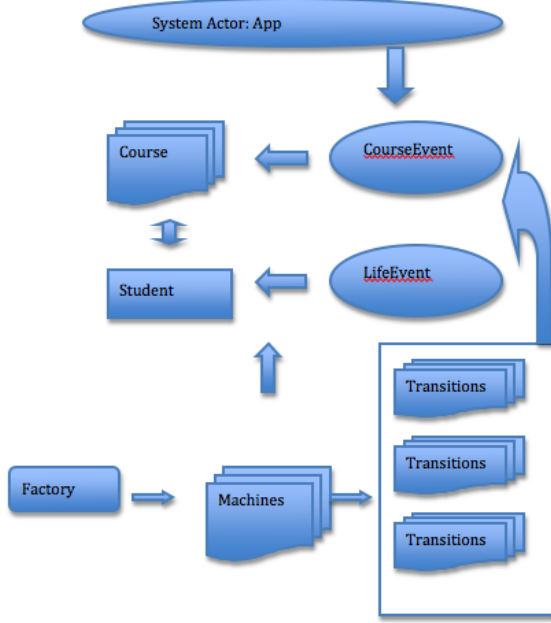 System Actor: App
Course
CourseEvent
Student
LifeEvent
Transitions
Transitions
Factory
Machines
Transitions